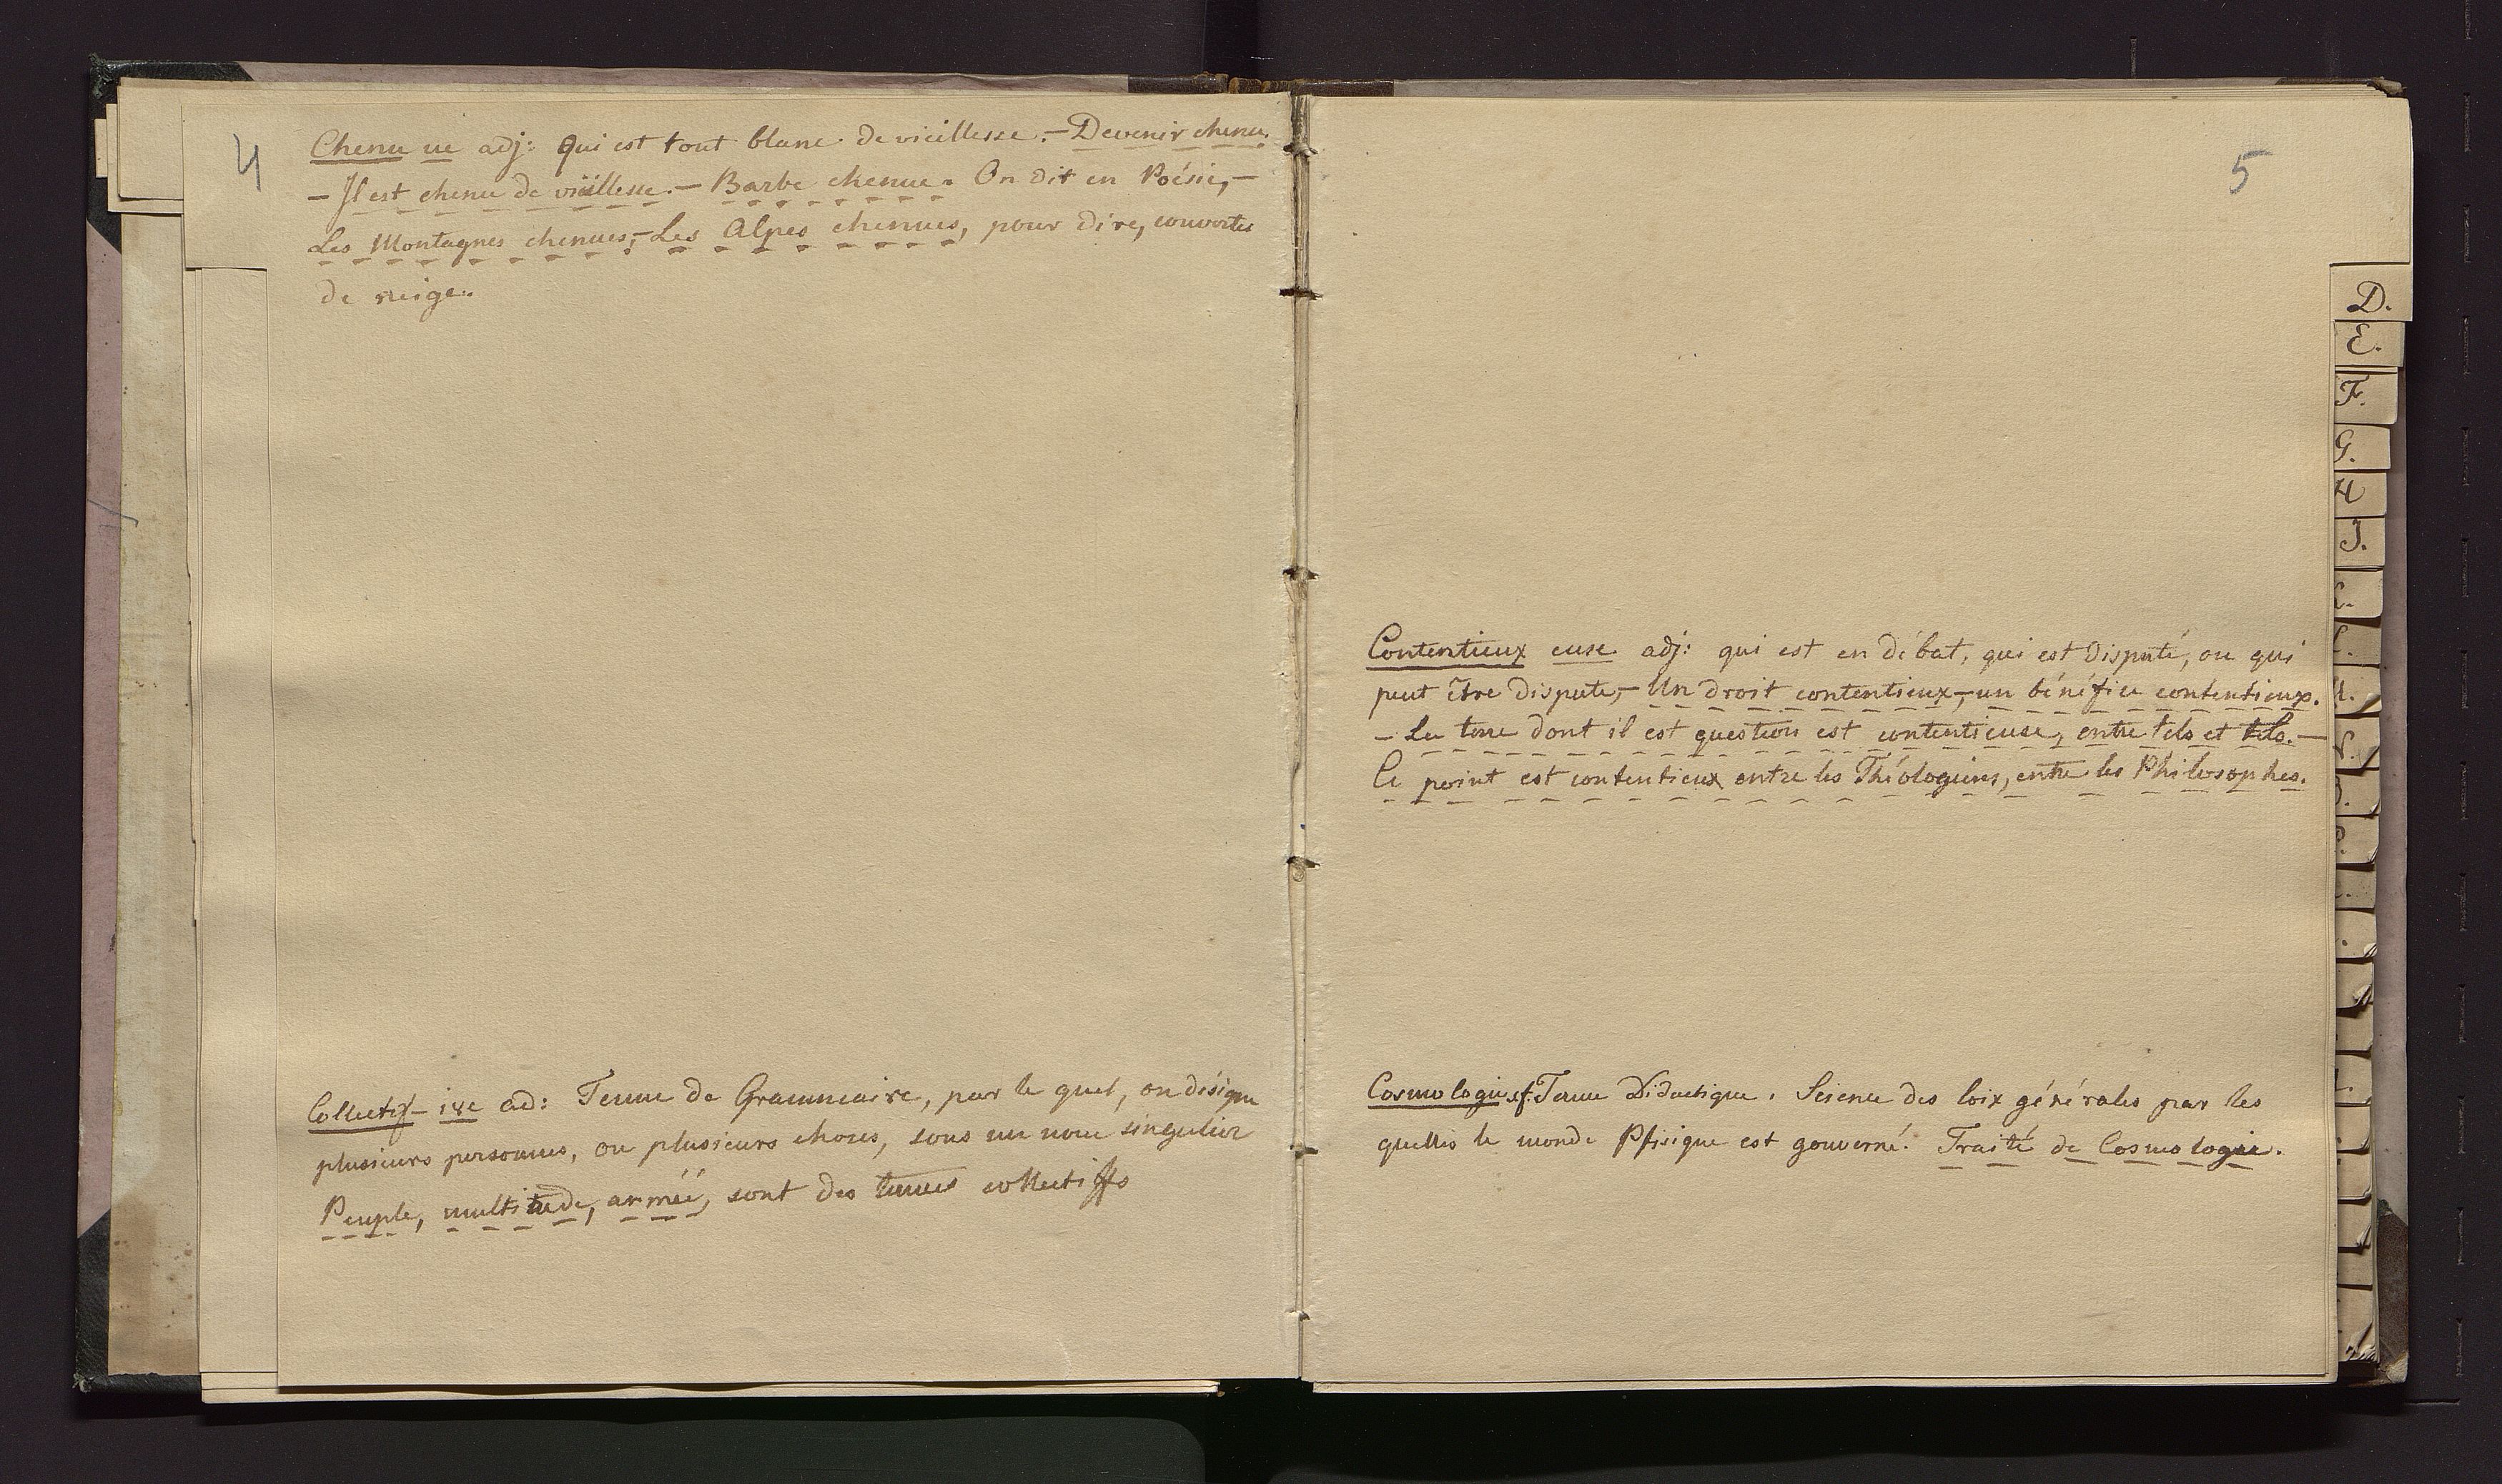 4
Chenu ue adj: Qui est tout blanc de vieillesse. – Devenir chenu.
– Il est chenu de vieillesse. – Barbe chenue. On dit en Poésie, –
Les Montagnes chenues, – Les Alpes chenues, pour dire, couvertes
de neige.
Collectif – ive ad: Terme de Grammaire, par le quel, on désigne
plusieurs personnes, ou plusieurs choses, sous un nom singulier
Peuple, multitude, armée, sont des termes collectiffs
5
Contentieux euse adj: qui est en débat, qui est disputé, ou qui
peut être disputé, – Un droit contentieux, – un bénéfice contentieux.
– La terre dont il est question est contentieuse, entre tels et tels. –
Ce point est contentieux entre les Théologiens, entre les Philosophes.
Cosmologie sf: Terme Didactique. Science des loix générales par les
quelles le monde Phisique est gouverné. Traité de Cosmologie.
D.
E.
F.
G.
H
I.